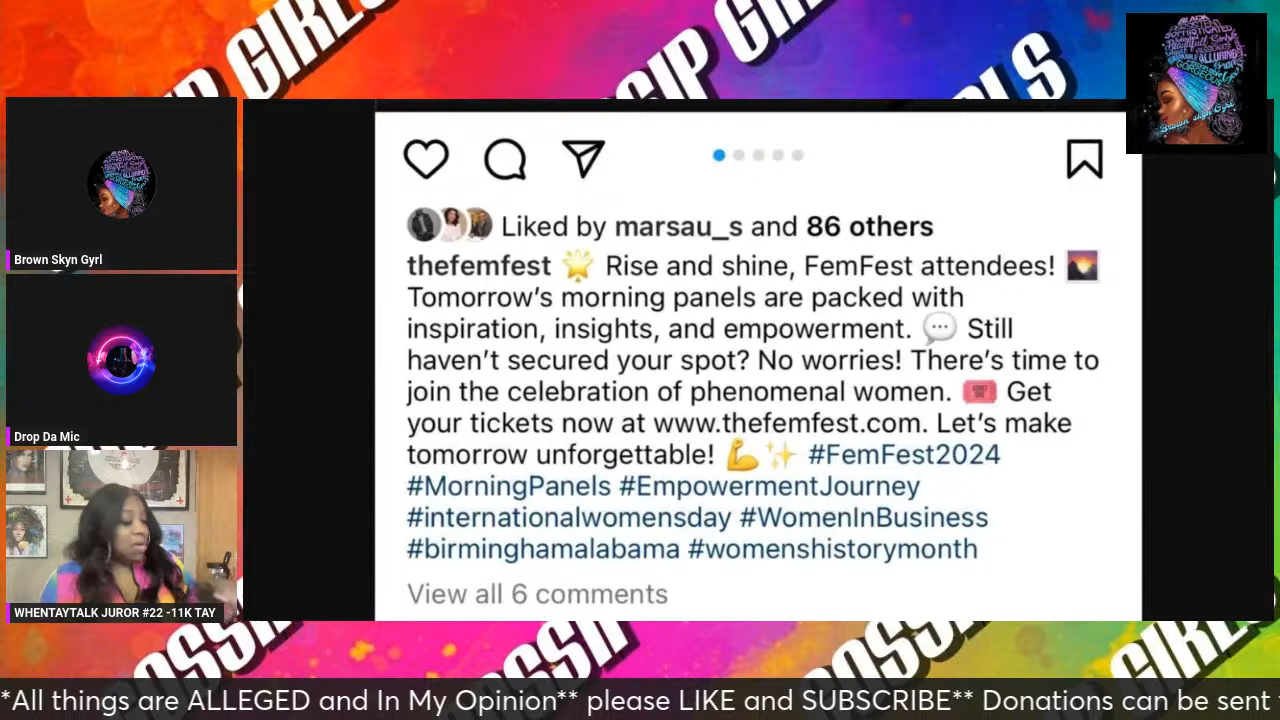 GOSSIP GIRLS
Brown Skyn Gyrl
Drop Da Mic
WHENTAYTALK JUROR #22 -11K TAY
Liked by marsau_s and 86 others
thefemfest 🌟 Rise and shine, FemFest attendees! 🌄
Tomorrow's morning panels are packed with
inspiration, insights, and empowerment. 💬 Still
haven't secured your spot? No worries! There's time to
join the celebration of phenomenal women. 🎟️ Get
your tickets now at www.thefemfest.com. Let's make
tomorrow unforgettable! 💪✨ #FemFest2024
#MorningPanels #EmpowermentJourney
#internationalwomensday #WomenInBusiness
#birminghamalabama #womenshistorymonth
View all 6 comments
*All things are ALLEGED and In My Opinion** please LIKE and SUBSCRIBE** Donations can be sent